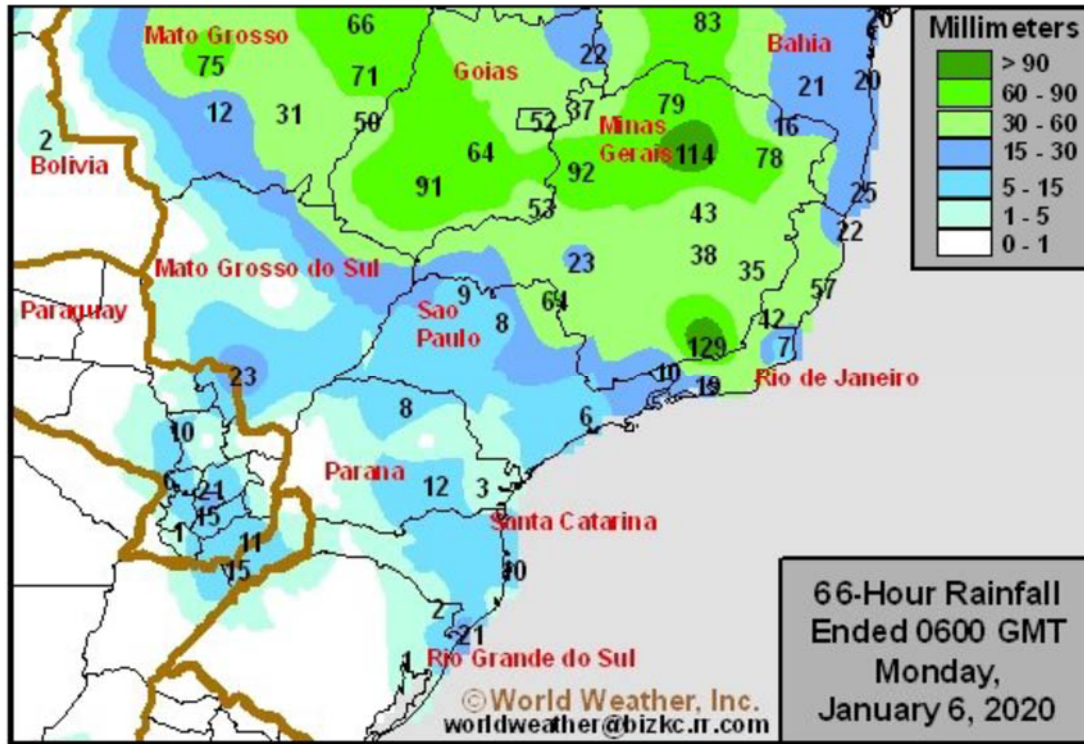 66
83
20
Millimeters
Mato Grosso
22
Bahia
75
71
Goias
21
20
> 90
60 - 90
30 - 60
15 - 30
5 - 15
1 - 5
0 - 1
12
31
50
52
37
79
Minas
Gerais
16
2
Bolivia
64
114
78
91
92
53
25
43
22
Mato Grosso do Sul
23
38
35
57
Paraguay
9
64
Sao
Paulo
8
42
129
7
23
10
19
Rio de Janeiro
8
6
10
Parana
6
21
12
3
15
Santa Catarina
1
11
15
10
2
21
1
Rio Grande do Sul
66-Hour Rainfall
Ended 0600 GMT
Monday,
January 6, 2020
©World Weather, Inc.
worldweather@bizkc.rr.com